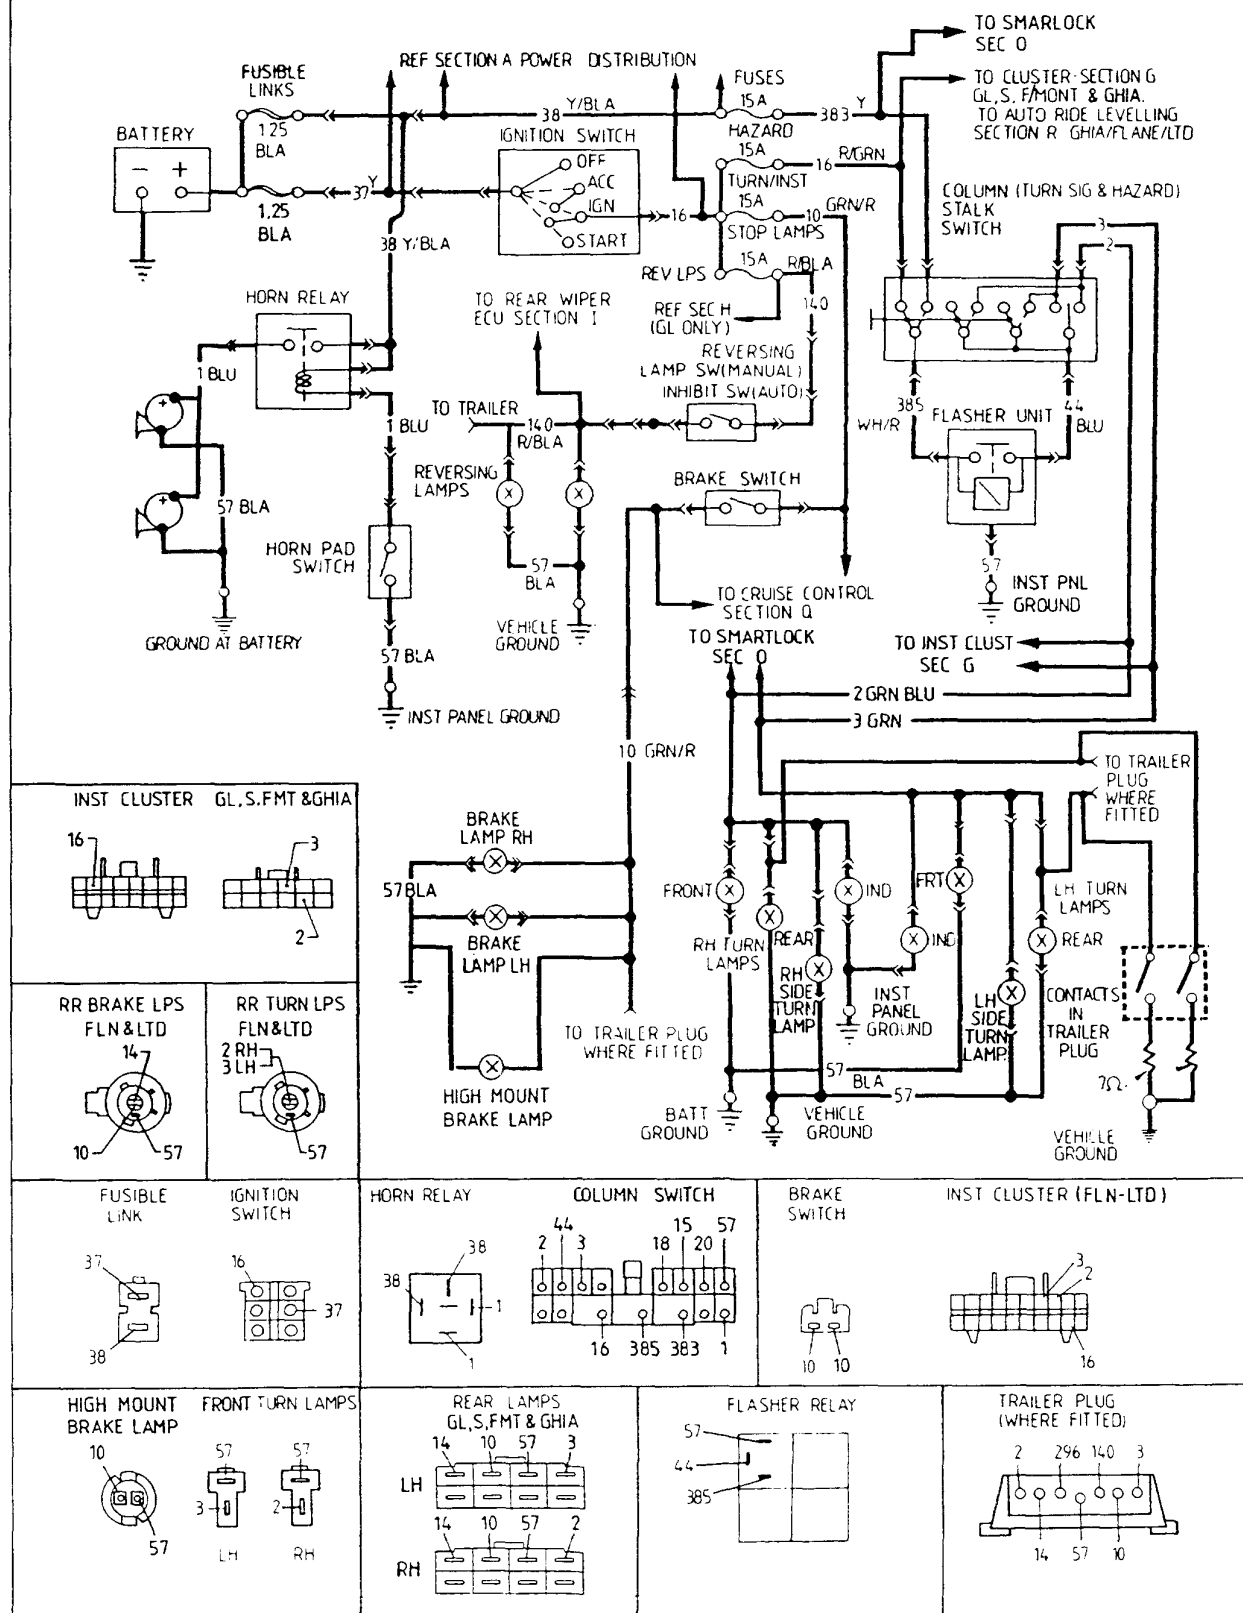 TO SMARLOCK
SEC O
REF SECTION A POWER DISTRIBUTION
FUSIBLE
LINKS
FUSES
TO CLUSTER-SECTION G
GL,S, F/MONT & GHIA.
TO AUTO RIDE LEVELLING
SECTION R GHIA/FLANE/LTD
BATTERY
- +
1.25
BLA
38
Y/BLA
15A
HAZARD
383
Y
IGNITION SWITCH
OFF
ACC
IGN
START
15A
TURN/INST
16
R/GRN
37
Y
1,25
BLA
16
15A
STOP LAMPS
10
GRN/R
COLUMN (TURN SIG & HAZARD)
STALK
SWITCH
3
2
38 Y/BLA
REV LPS
15A
R/BLA
140
HORN RELAY
TO REAR WIPER
ECU SECTION I
REF SEC H
(GL ONLY)
REVERSING
LAMP SW(MANUAL)
INHIBIT SW(AUTO)
1 BLU
TO TRAILER
140
R/BLA
1 BLU
385
WH/R
FLASHER UNIT
44
BLU
REVERSING
LAMPS
BRAKE SWITCH
57 BLA
HORN PAD
SWITCH
57
BLA
57
INST PNL
GROUND
TO CRUISE CONTROL
SECTION Q
GROUND AT BATTERY
VEHICLE
GROUND
TO SMARTLOCK
SEC O
TO INST CLUST
SEC G
57 BLA
2 GRN BLU
3 GRN
INST PANEL GROUND
10 GRN/R
TO TRAILER
PLUG
WHERE
FITTED
INST CLUSTER GL,S.FMT &GHIA
16
3
2
BRAKE
LAMP RH
57BLA
BRAKE
LAMP LH
FRONT
IND
FRT
LH TURN
LAMPS
REAR
IND
REAR
RH TURN
LAMPS
RH
SIDE
TURN
LAMP
INST
PANEL
GROUND
LH
SIDE
TURN
LAMP
CONTACTS
IN
TRAILER
PLUG
RR BRAKE LPS
FLN&LTD
14
10
57
RR TURN LPS
FLN&LTD
2 RH
3 LH
57
TO TRAILER PLUG
WHERE FITTED
HIGH MOUNT
BRAKE LAMP
57
BLA
57
7Ω
BATT
GROUND
VEHICLE
GROUND
VEHICLE
GROUND
FUSIBLE
LINK
37
38
IGNITION
SWITCH
16
37
HORN RELAY
38
38
1
1
COLUMN SWITCH
44 15 57
2 3 18 20
16 385 383 1
BRAKE
SWITCH
10 10
INST CLUSTER (FLN-LTD)
3
2
16
HIGH MOUNT
BRAKE LAMP
10
57
FRONT TURN LAMPS
57 57
3 2
LH RH
REAR LAMPS
GL,S,FMT & GHIA
14 10 57 3
LH
14 10 57 2
RH
FLASHER RELAY
57
44
385
TRAILER PLUG
(WHERE FITTED)
2 296 140 3
14 57 10